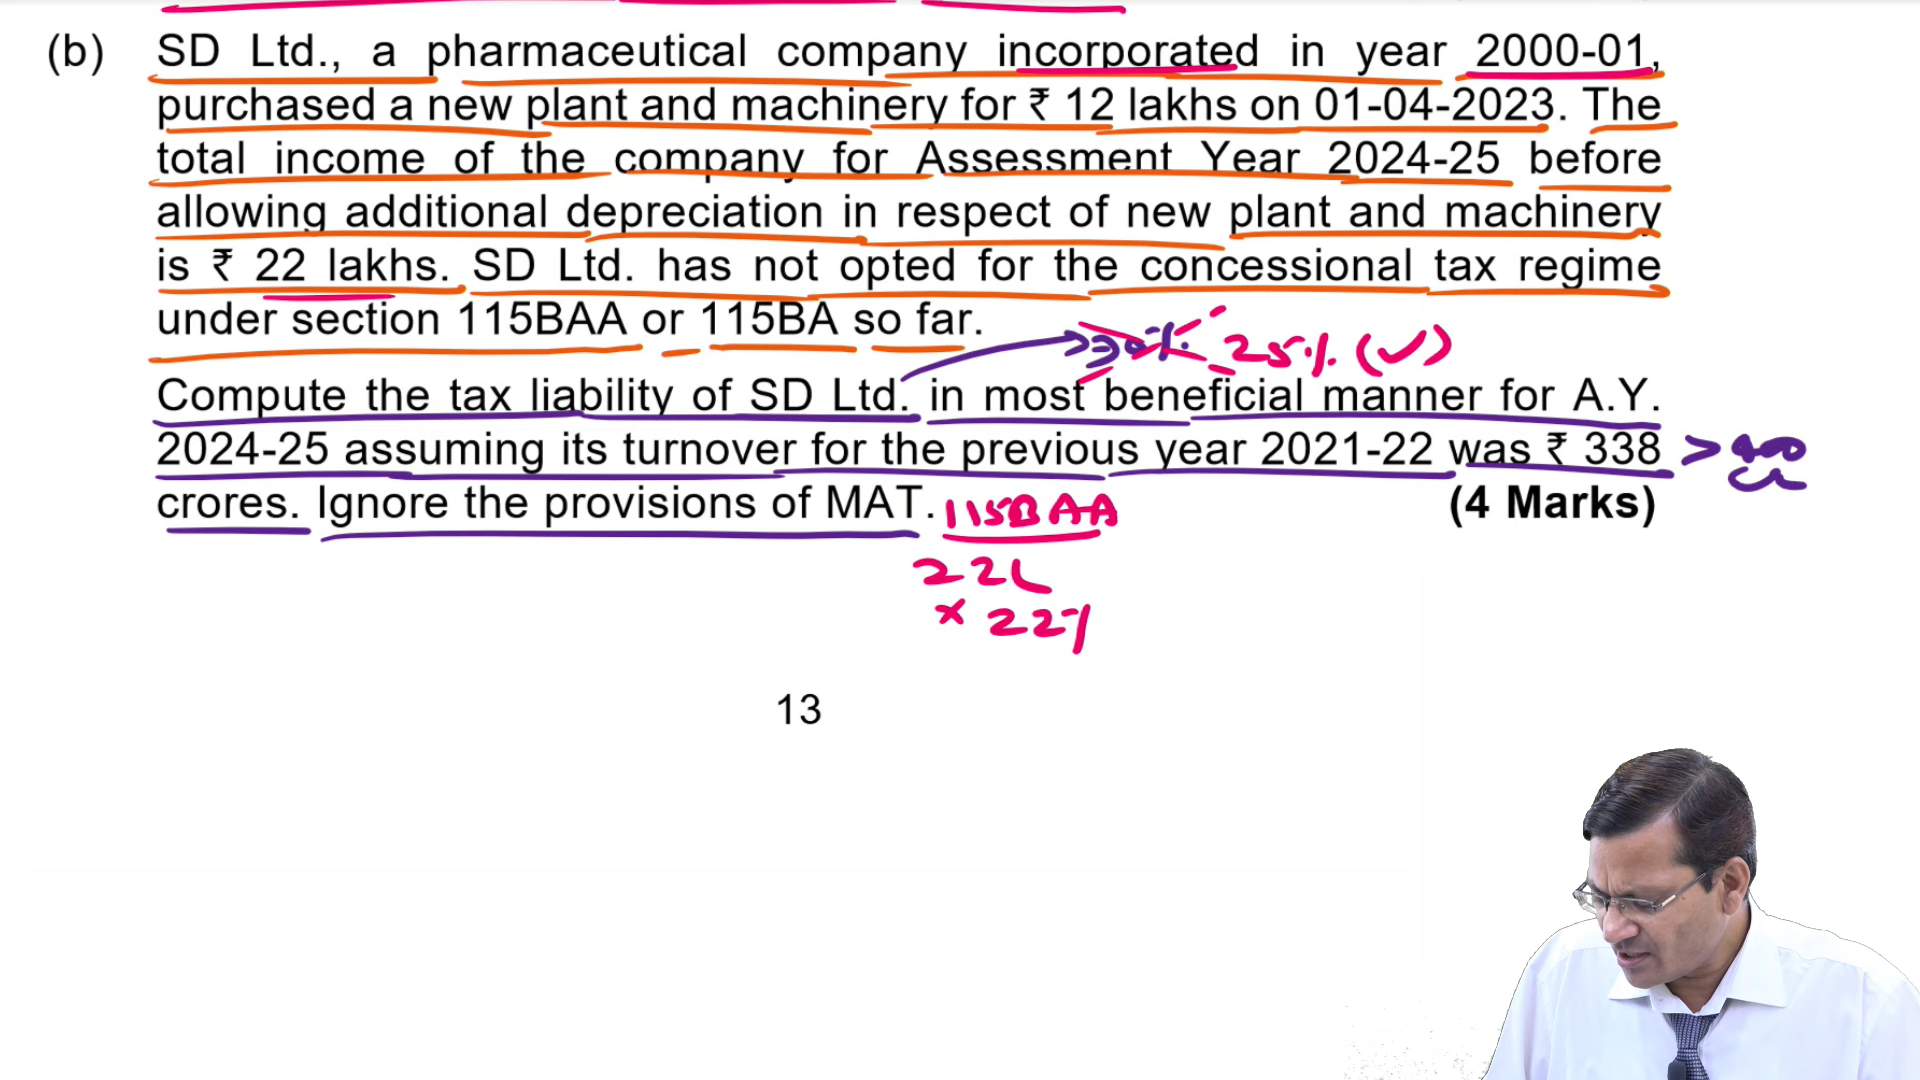 (b) SD Ltd., a pharmaceutical company incorporated in year 2000-01,
purchased a new plant and machinery for ₹ 12 lakhs on 01-04-2023. The
total income of the company for Assessment Year 2024-25 before
allowing additional depreciation in respect of new plant and machinery
is ₹ 22 lakhs. SD Ltd. has not opted for the concessional tax regime
under section 115BAA or 115BA so far.
30% 25% (✓)
Compute the tax liability of SD Ltd. in most beneficial manner for A.Y.
2024-25 assuming its turnover for the previous year 2021-22 was ₹ 338 > 400
crores. Ignore the provisions of MAT. 115BAA (4 Marks)
22L
× 22%
13